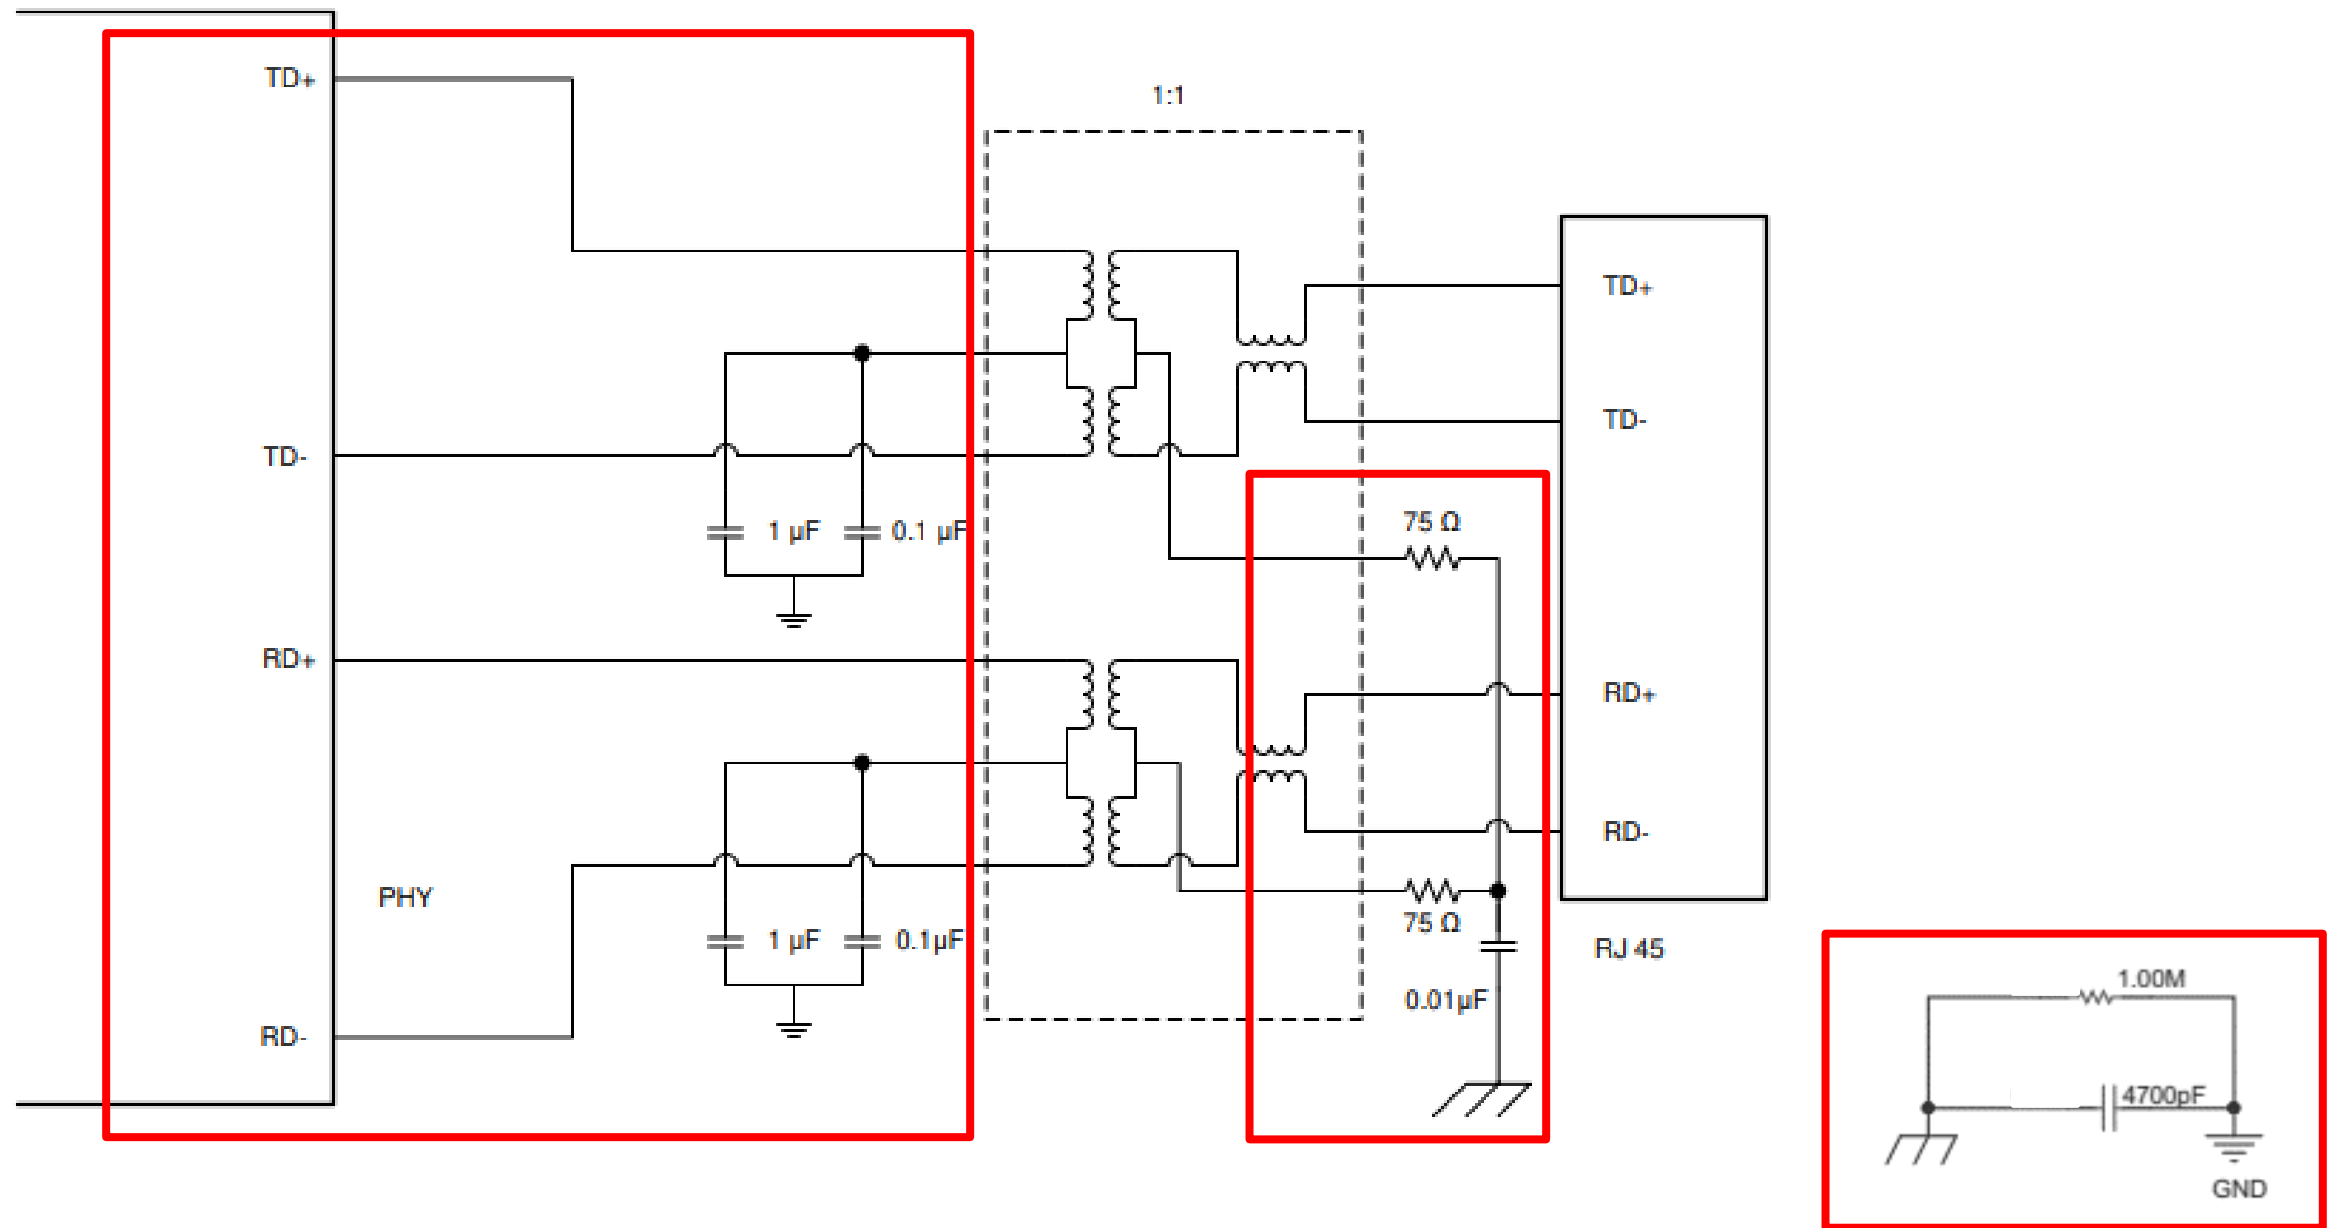 TD+
1:1
TD+
TD-
TD-
75 Ω
1 µF
0.1 µF
RD+
RD+
RD-
PHY
75 Ω
1 µF
0.1µF
RJ 45
1.00M
0.01µF
RD-
4700pF
GND